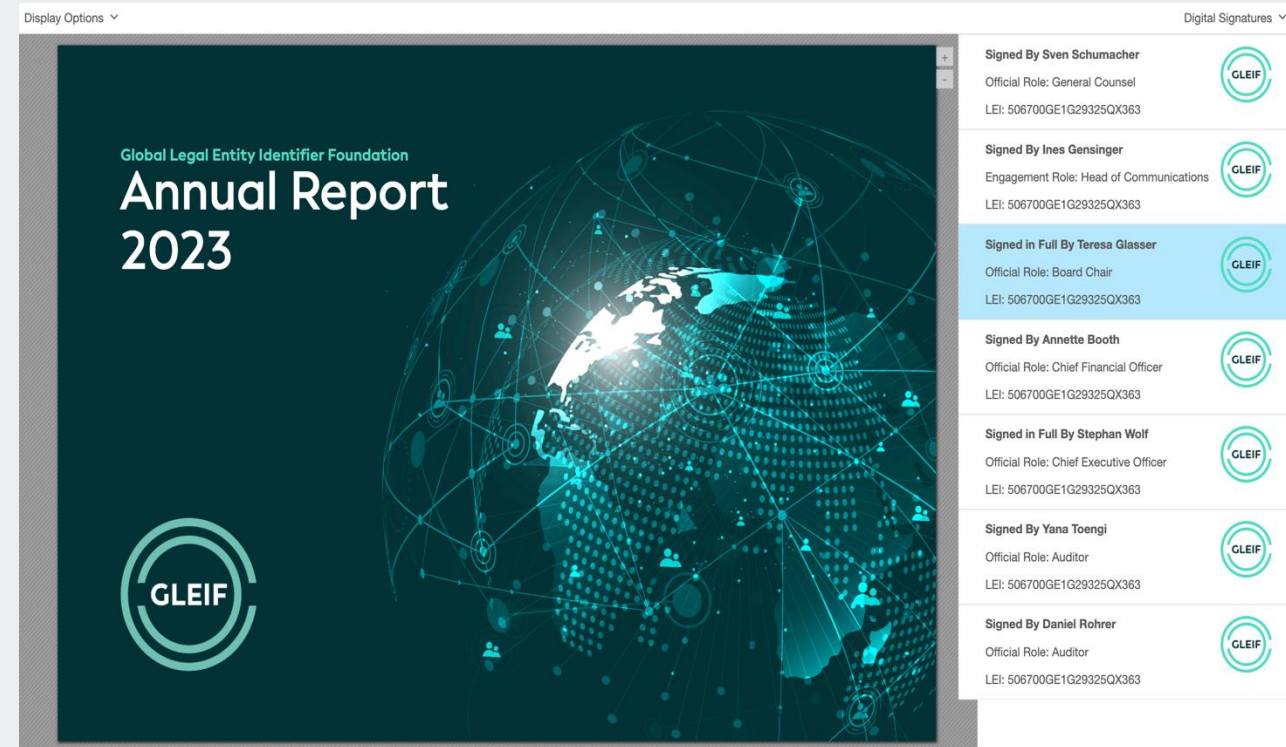 Display Options
Digital Signatures
Global Legal Entity Identifier Foundation
Annual Report
2023
GLEIF
+
-
Signed By Sven Schumacher
Official Role: General Counsel
LEI: 506700GE1G29325QX363
GLEIF
Signed By Ines Gensinger
Engagement Role: Head of Communications
LEI: 506700GE1G29325QX363
GLEIF
Signed in Full By Teresa Glasser
Official Role: Board Chair
LEI: 506700GE1G29325QX363
GLEIF
Signed By Annette Booth
Official Role: Chief Financial Officer
LEI: 506700GE1G29325QX363
GLEIF
Signed in Full By Stephan Wolf
Official Role: Chief Executive Officer
LEI: 506700GE1G29325QX363
GLEIF
Signed By Yana Toengi
Official Role: Auditor
LEI: 506700GE1G29325QX363
GLEIF
Signed By Daniel Rohrer
Official Role: Auditor
LEI: 506700GE1G29325QX363
GLEIF